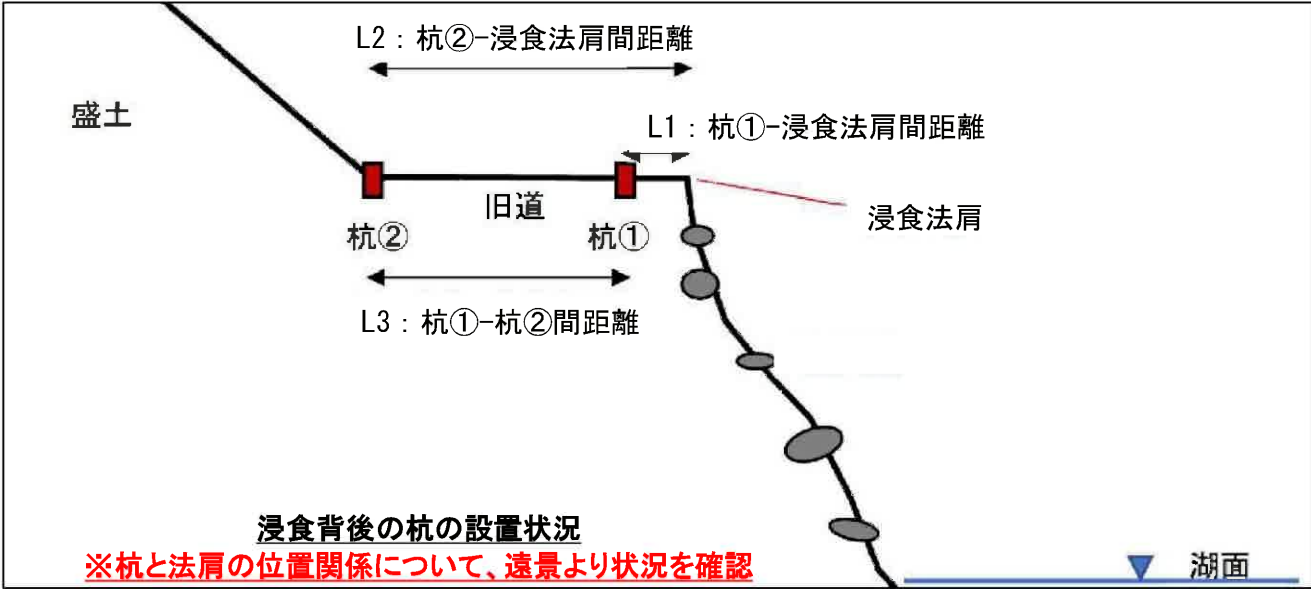 L2：杭②-浸食法肩間距離
盛土
L1：杭①-浸食法肩間距離
旧道
浸食法肩
杭②
杭①
L3：杭①-杭②間距離
浸食背後の杭の設置状況
※杭と法肩の位置関係について、遠景より状況を確認
湖面